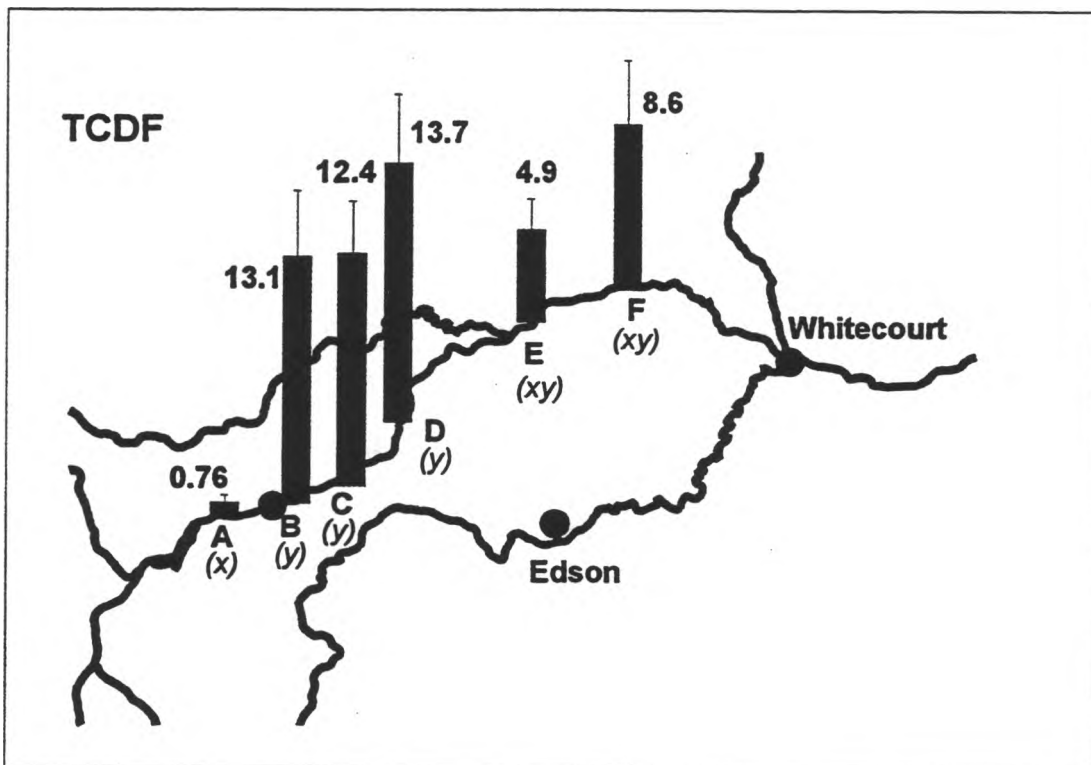 TCDF
13.7
8.6
12.4
4.9
13.1
Whitecourt
F
(xy)
E
(xy)
D
(y)
0.76
C
(y)
B
(y)
A
(x)
Edson